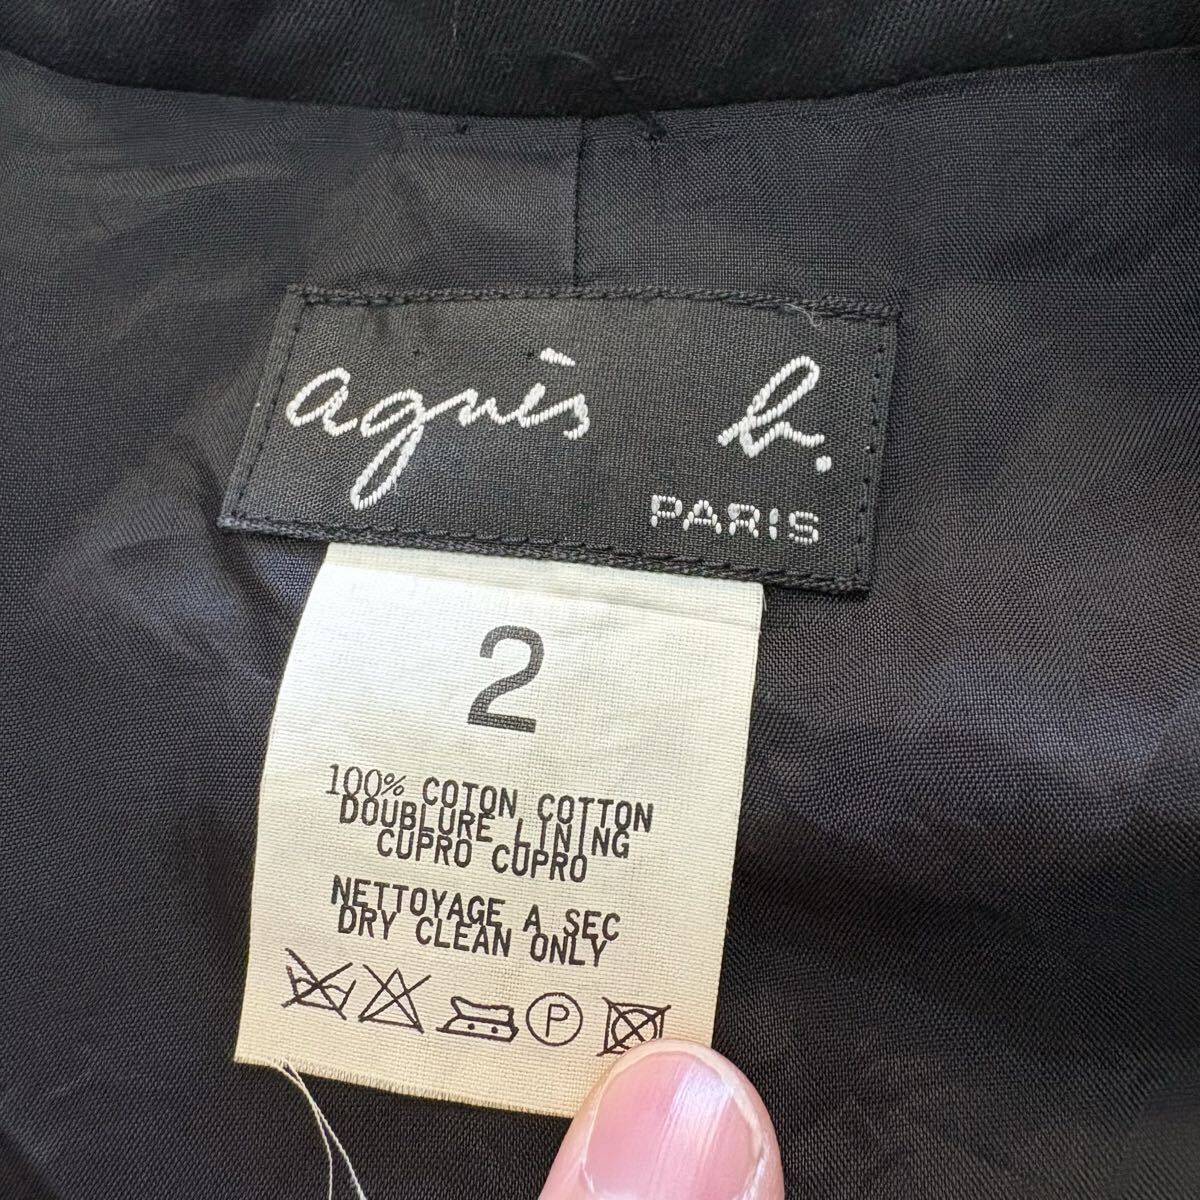 agnès b.
PARIS
2
100% COTON COTTON
DOUBLURE LINING
CUPRO CUPRO
NETTOYAGE A SEC
DRY CLEAN ONLY
P